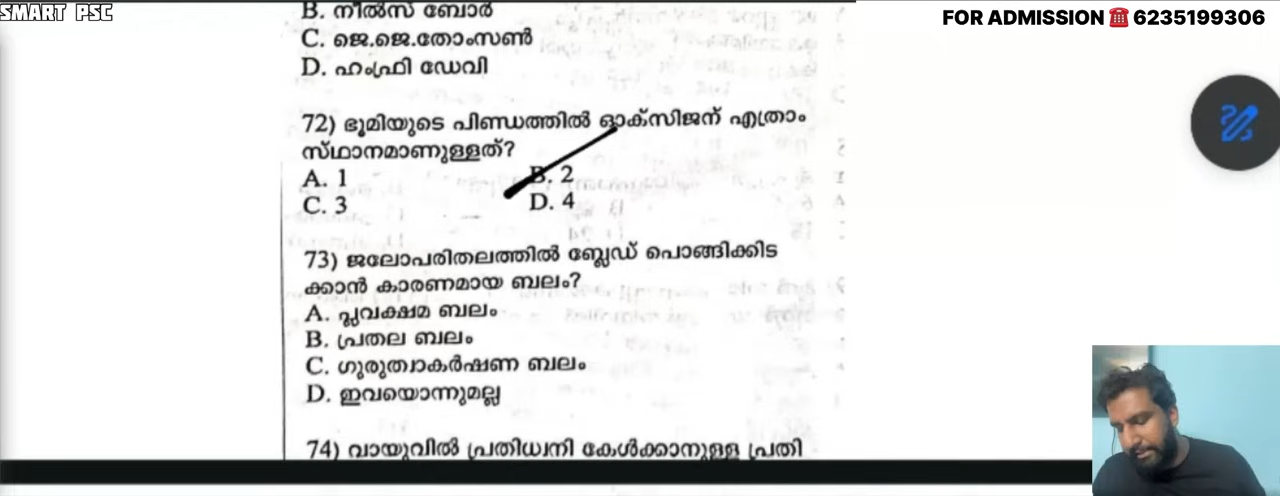 SMART PSC
FOR ADMISSION ☎ 6235199306
B. നീൽസ് ബോർ
C. ജെ.ജെ.തോംസൺ
D. ഹംഫ്രി ഡേവി
72) ഭൂമിയുടെ പിണ്ഡത്തിൽ ഓക്സിജന് എത്രാം
സ്ഥാനമാണുള്ളത്?
A. 1 B. 2
C. 3 D. 4
73) ജലോപരിതലത്തിൽ ബ്ലേഡ് പൊങ്ങിക്കിട
ക്കാൻ കാരണമായ ബലം?
A. പ്ലവക്ഷമ ബലം
B. പ്രതല ബലം
C. ഗുരുത്വാകർഷണ ബലം
D. ഇവയൊന്നുമല്ല
74) വായുവിൽ പ്രതിധ്വനി കേൾക്കാനുള്ള പ്രതി